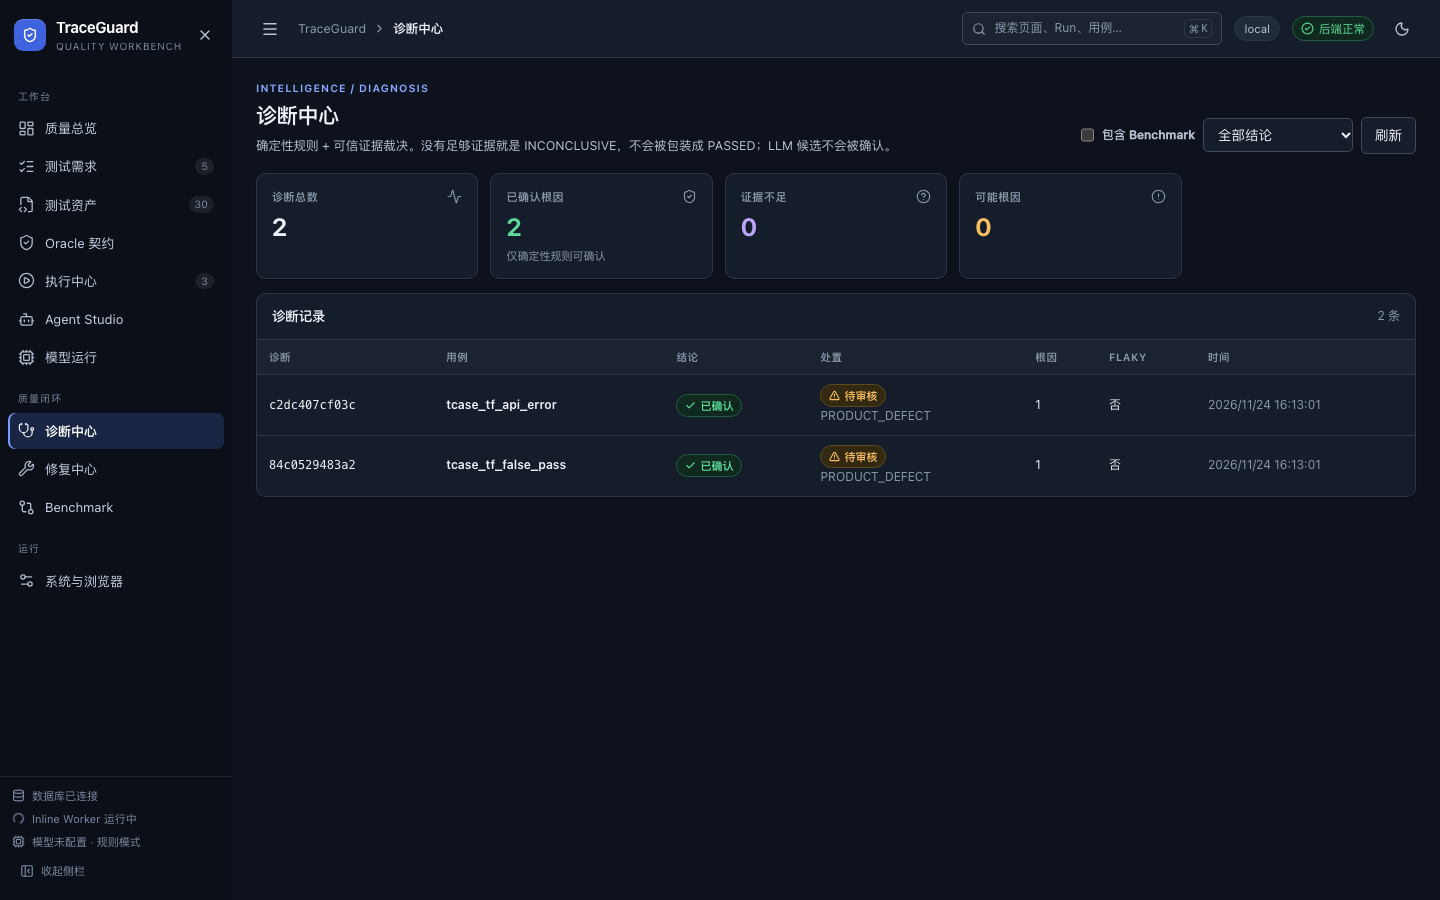 TraceGuard
QUALITY WORKBENCH
工作台
质量总览
测试需求 5
测试资产 30
Oracle 契约
执行中心 3
Agent Studio
模型运行
质量闭环
诊断中心
修复中心
Benchmark
运行
系统与浏览器
数据库已连接
Inline Worker 运行中
模型未配置 · 规则模式
收起侧栏
TraceGuard > 诊断中心
搜索页面、Run、用例... ⌘ K
local
后端正常
INTELLIGENCE / DIAGNOSIS
诊断中心
确定性规则 + 可信证据裁决。没有足够证据就是 INCONCLUSIVE，不会被包装成 PASSED；LLM 候选不会被确认。
包含 Benchmark
全部结论
刷新
诊断总数
2
已确认根因
2
仅确定性规则可确认
证据不足
0
可能根因
0
诊断记录 2 条
诊断 用例 结论 处置 根因 FLAKY 时间
c2dc407cf03c tcase_tf_api_error 已确认 待审核 PRODUCT_DEFECT 1 否 2026/11/24 16:13:01
84c0529483a2 tcase_tf_false_pass 已确认 待审核 PRODUCT_DEFECT 1 否 2026/11/24 16:13:01